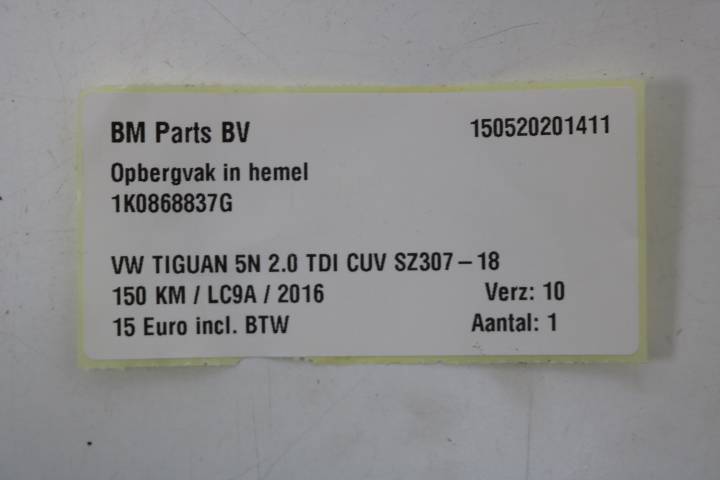 BM Parts BV 150520201411
Opbergvak in hemel
1K0868837G
VW TIGUAN 5N 2.0 TDI CUV SZ307-18
150 KM / LC9A / 2016 Verz: 10
15 Euro incl. BTW Aantal: 1